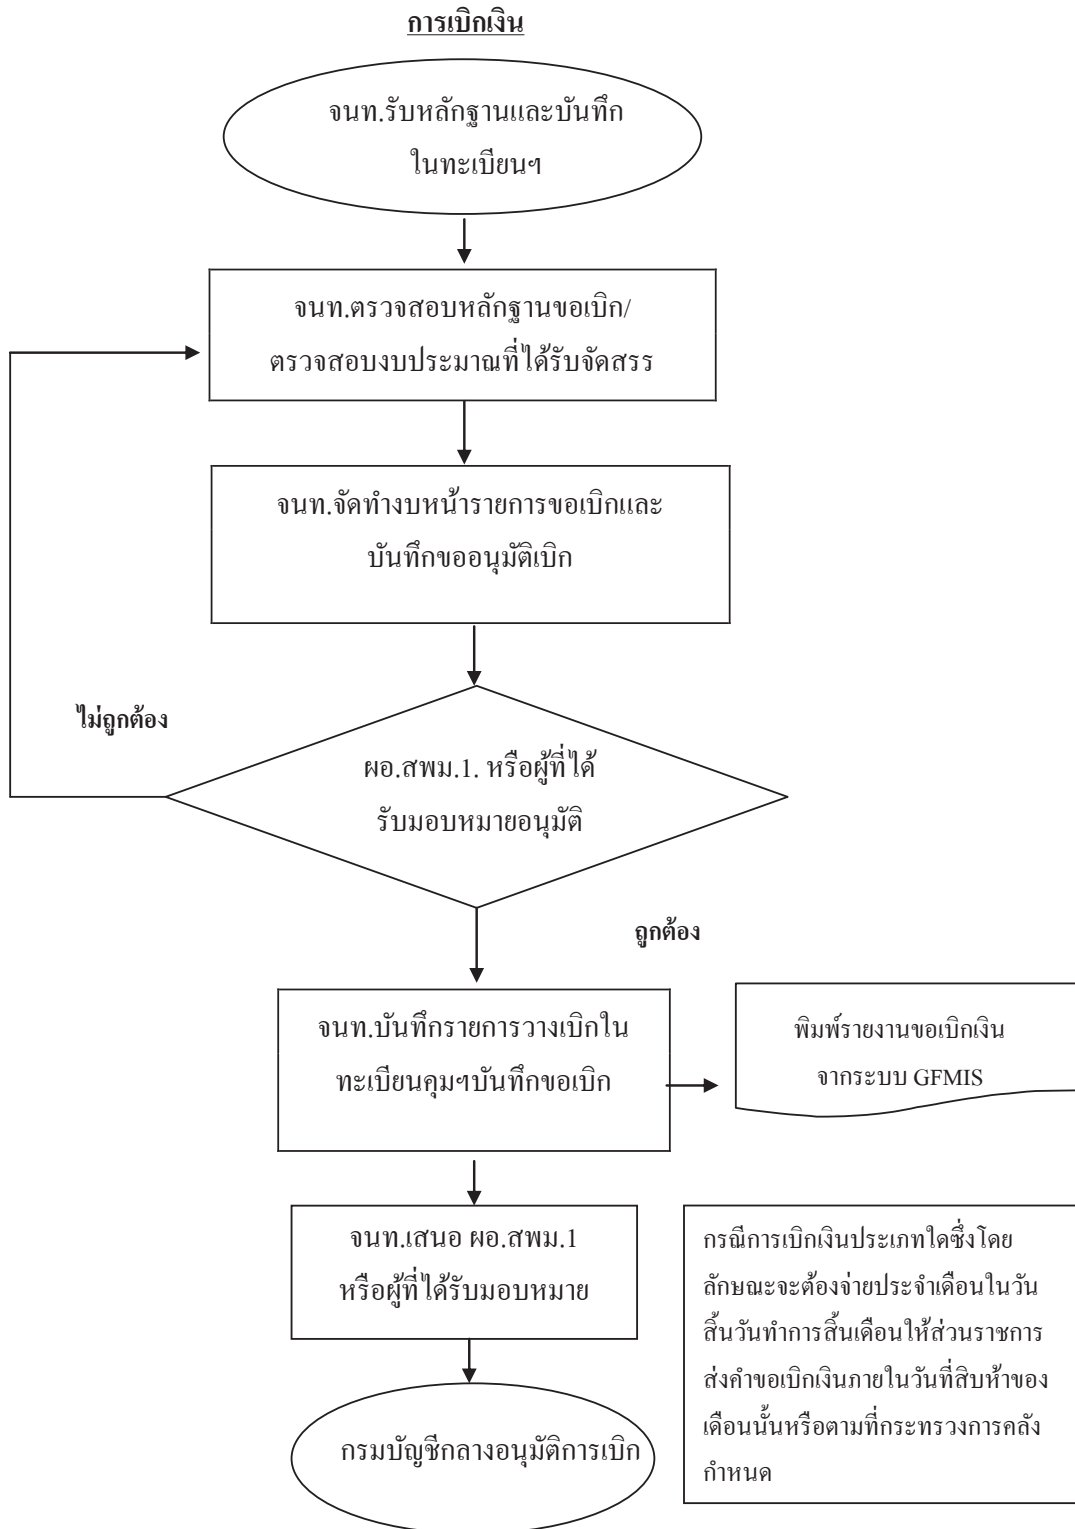 การเบิกเงิน
จนท.รับหลักฐานและบันทึก
ในทะเบียนฯ
จนท.ตรวจสอบหลักฐานขอเบิก/
ตรวจสอบงบประมาณที่ได้รับจัดสรร
จนท.จัดทำงบหน้ารายการขอเบิกและ
บันทึกขออนุมัติเบิก
ไม่ถูกต้อง
ผอ.สพม.1. หรือผู้ที่ได้
รับมอบหมายอนุมัติ
ถูกต้อง
จนท.บันทึกรายการวางเบิกใน
ทะเบียนคุมฯบันทึกขอเบิก
พิมพ์รายงานขอเบิกเงิน
จากระบบ GFMIS
จนท.เสนอ ผอ.สพม.1
หรือผู้ที่ได้รับมอบหมาย
กรณีการเบิกเงินประเภทใดซึ่งโดย
ลักษณะจะต้องจ่ายประจำเดือนในวัน
สิ้นวันทำการสิ้นเดือนให้ส่วนราชการ
ส่งคำขอเบิกเงินภายในวันที่สิบห้าของ
เดือนนั้นหรือตามที่กระทรวงการคลัง
กำหนด
กรมบัญชีกลางอนุมัติการเบิก